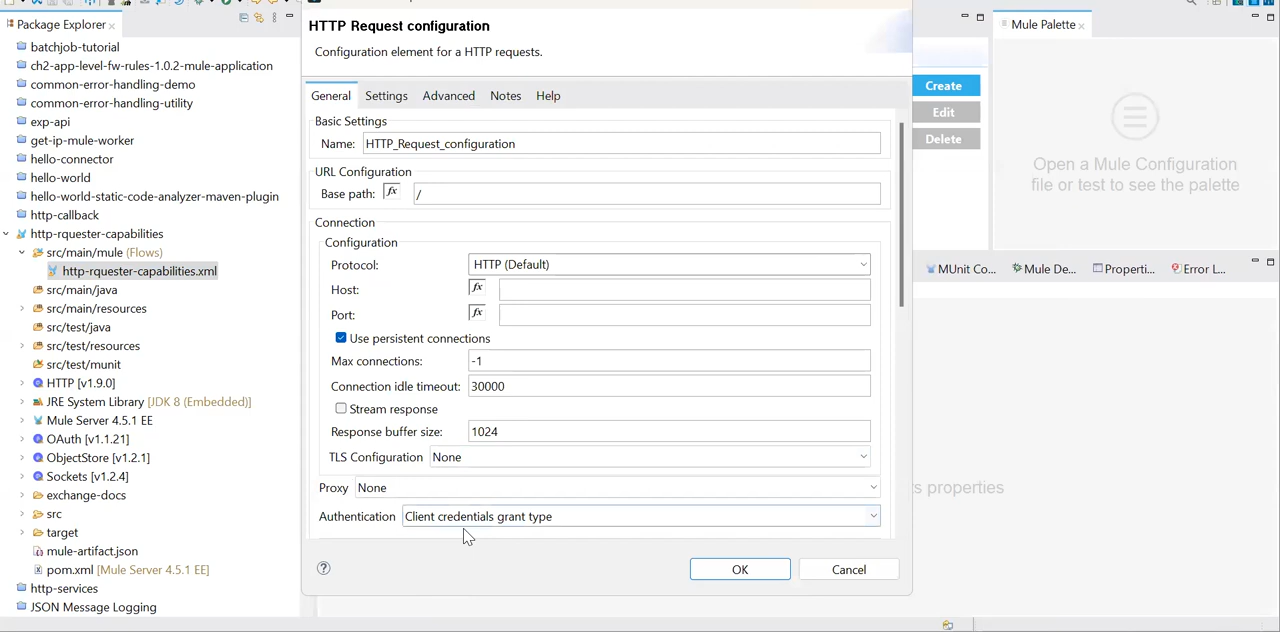 Package Explorer
batchjob-tutorial
ch2-app-level-fw-rules-1.0.2-mule-application
common-error-handling-demo
common-error-handling-utility
exp-api
get-ip-mule-worker
hello-connector
hello-world
hello-world-static-code-analyzer-maven-plugin
http-callback
http-rquester-capabilities
src/main/mule (Flows)
http-rquester-capabilities.xml
src/main/java
src/main/resources
src/test/java
src/test/resources
src/test/munit
HTTP [v1.9.0]
JRE System Library [JDK 8 (Embedded)]
Mule Server 4.5.1 EE
OAuth [v1.1.21]
ObjectStore [v1.2.1]
Sockets [v1.2.4]
exchange-docs
src
target
mule-artifact.json
pom.xml [Mule Server 4.5.1 EE]
http-services
JSON Message Logging
HTTP Request configuration
Configuration element for a HTTP requests.
General Settings Advanced Notes Help
Basic Settings
Name: HTTP_Request_configuration
URL Configuration
Base path: fx /
Connection
Configuration
Protocol: HTTP (Default)
Host: fx
Port: fx
Use persistent connections
Max connections: -1
Connection idle timeout: 30000
Stream response
Response buffer size: 1024
TLS Configuration None
Proxy None
Authentication Client credentials grant type
? OK Cancel
Create
Edit
Delete
Mule Palette
Open a Mule Configuration
file or test to see the palette
MUnit Co... Mule De... Properti... Error L...
s properties